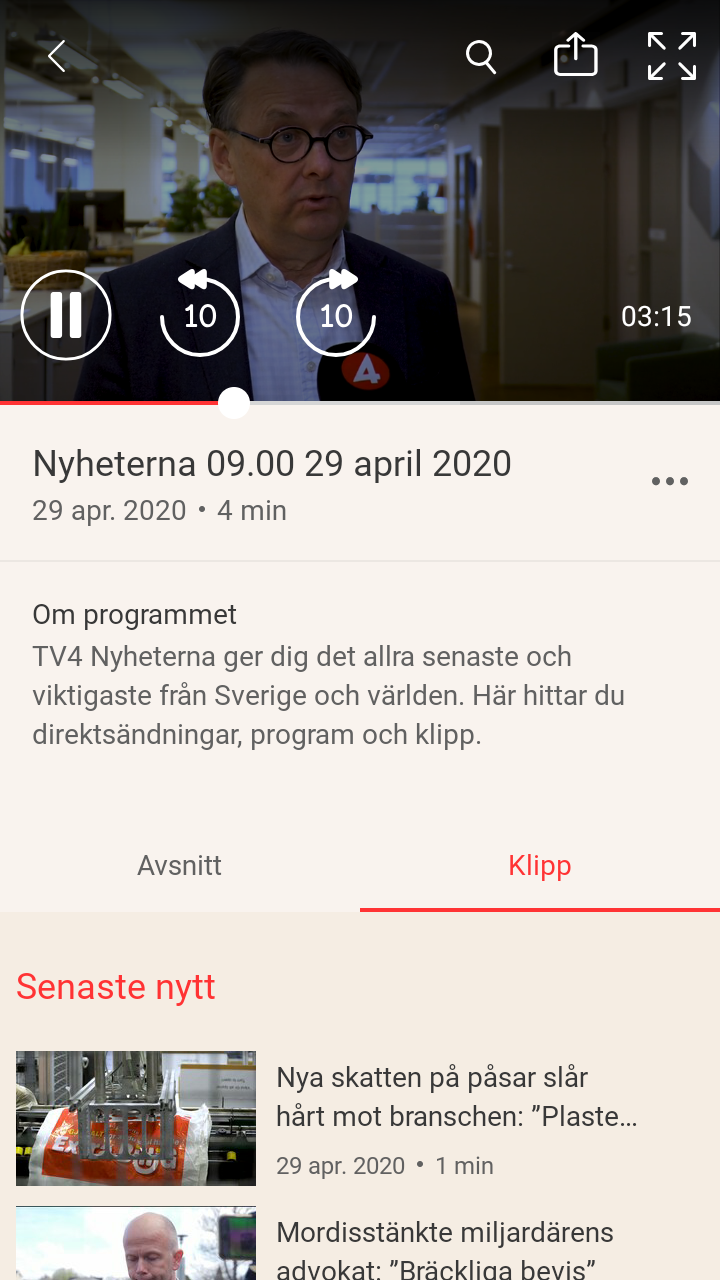 10
10
03:15
4
Nyheterna 09.00 29 april 2020
29 apr. 2020 • 4 min
Om programmet
TV4 Nyheterna ger dig det allra senaste och
viktigaste från Sverige och världen. Här hittar du
direktsändningar, program och klipp.
Avsnitt
Klipp
Senaste nytt
Nya skatten på påsar slår
hårt mot branschen: ”Plaste...
29 apr. 2020 • 1 min
Mordisstänkte miljardärens
advokat: ”Bräckliga bevis”